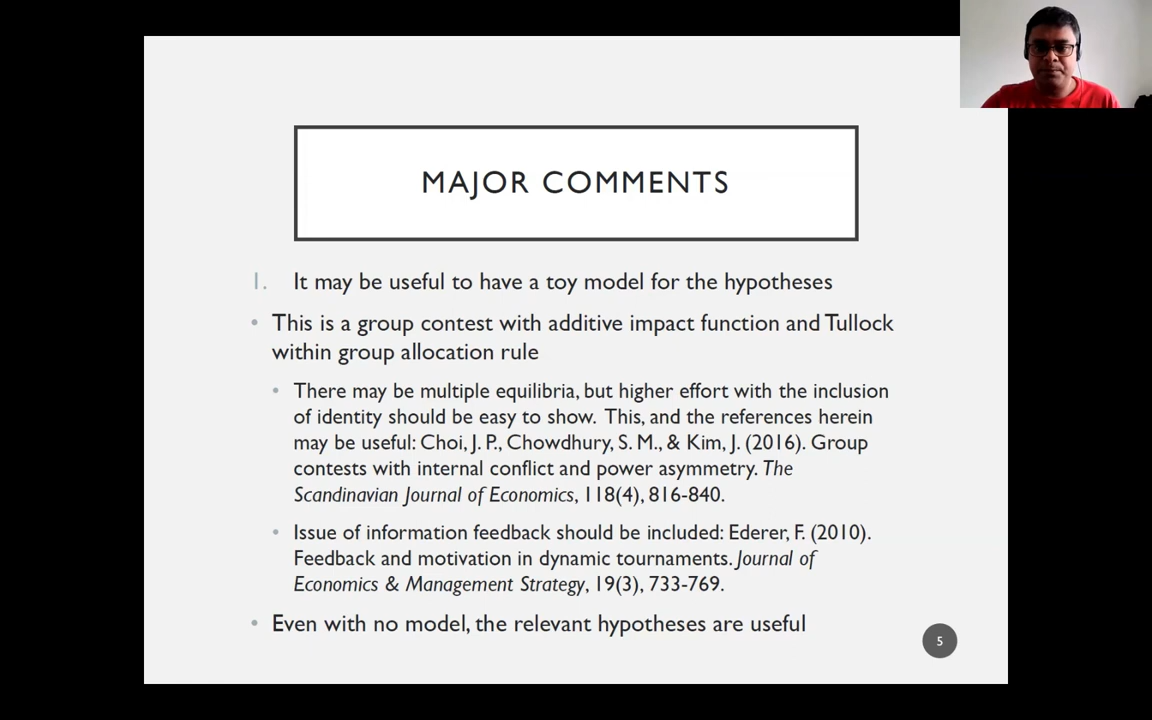 MAJOR COMMENTS
1. It may be useful to have a toy model for the hypotheses
• This is a group contest with additive impact function and Tullock
within group allocation rule
• There may be multiple equilibria, but higher effort with the inclusion
of identity should be easy to show. This, and the references herein
may be useful: Choi, J. P., Chowdhury, S. M., & Kim, J. (2016). Group
contests with internal conflict and power asymmetry. The
Scandinavian Journal of Economics, 118(4), 816-840.
• Issue of information feedback should be included: Ederer, F. (2010).
Feedback and motivation in dynamic tournaments. Journal of
Economics & Management Strategy, 19(3), 733-769.
• Even with no model, the relevant hypotheses are useful
5